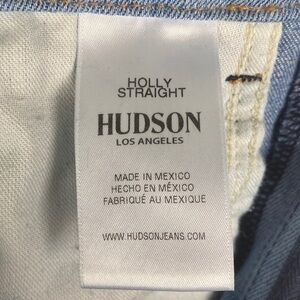 HOLLY
STRAIGHT
HUDSON
LOS ANGELES
MADE IN MEXICO
HECHO EN MÉXICO
FABRIQUÉ AU MEXIQUE
WWW.HUDSONJEANS.COM